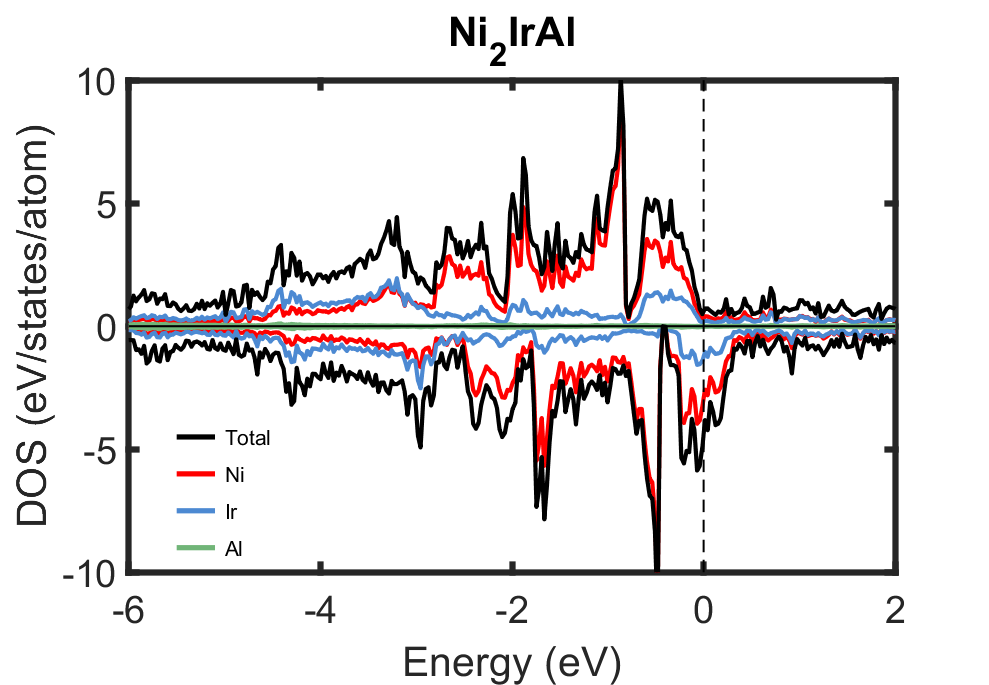 Ni2IrAl
10
5
0
-5
-10
DOS (eV/states/atom)
Total
Ni
Ir
Al
-6
-4
-2
0
2
Energy (eV)